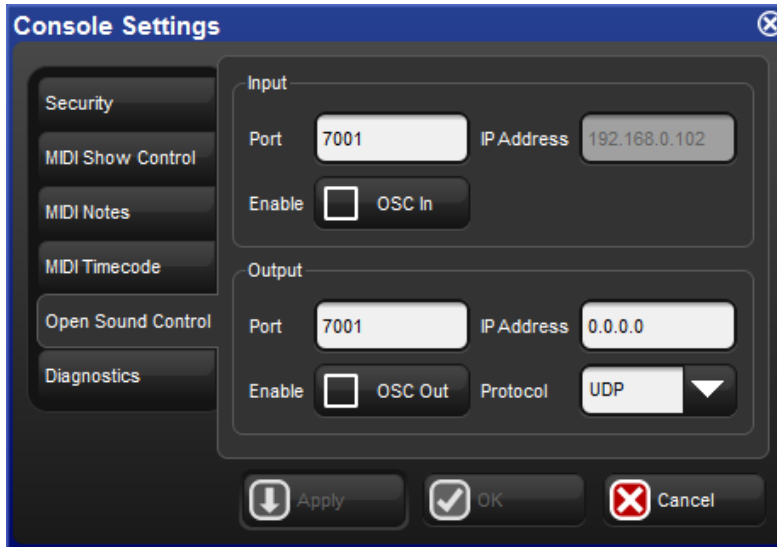 Console Settings
Security
MIDI Show Control
MIDI Notes
MIDI Timecode
Open Sound Control
Diagnostics
Input
Port 7001 IP Address 192.168.0.102
Enable OSC In
Output
Port 7001 IP Address 0.0.0.0
Enable OSC Out Protocol UDP
Apply OK Cancel